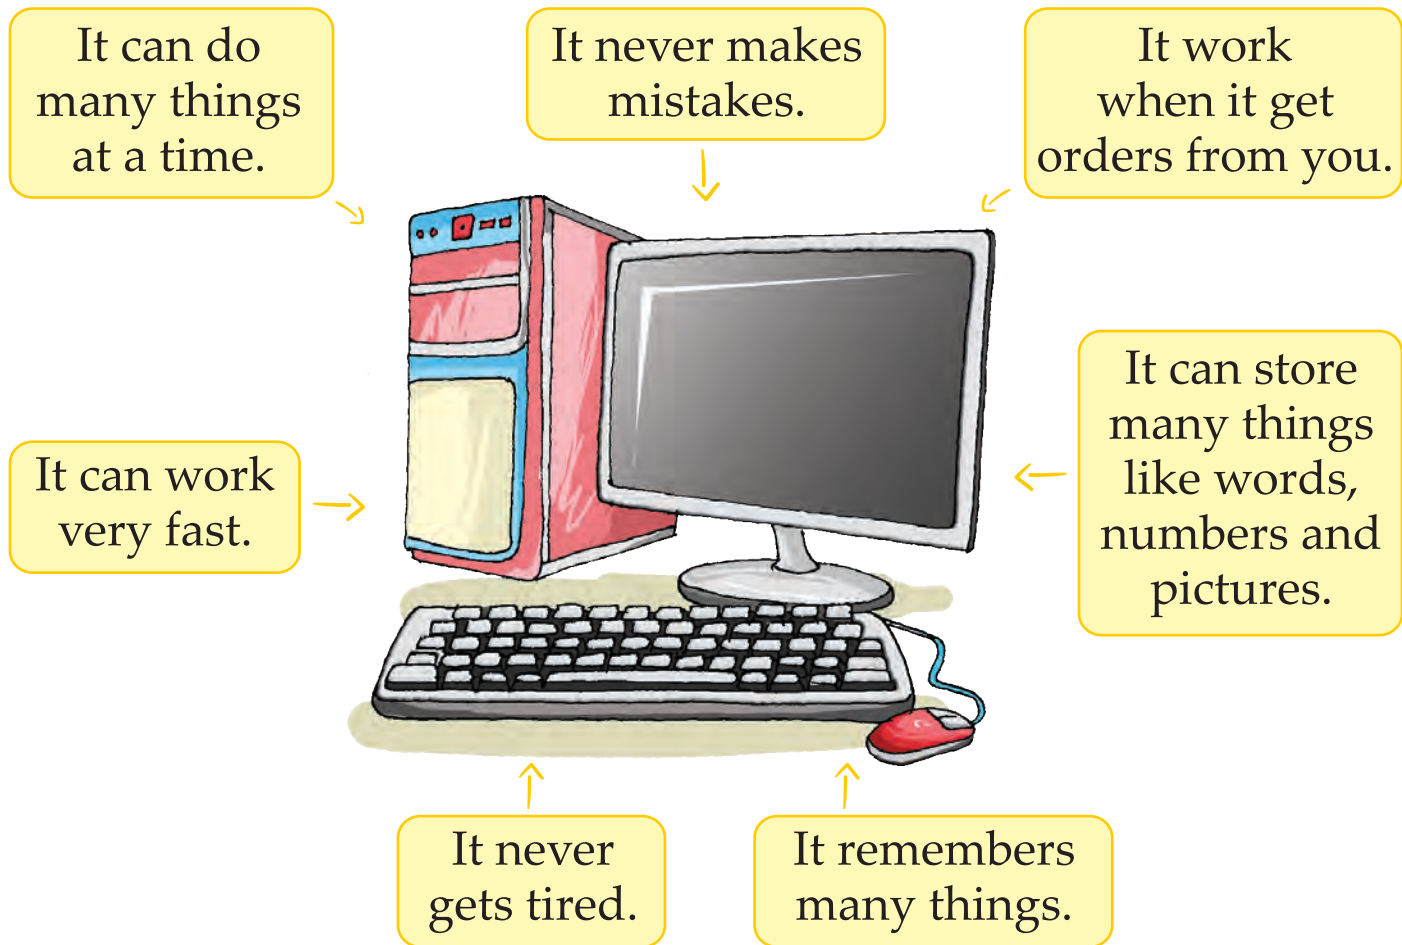 It can do
many things
at a time.
It never makes
mistakes.
It work
when it get
orders from you.
It can work
very fast.
It can store
many things
like words,
numbers and
pictures.
It never
gets tired.
It remembers
many things.